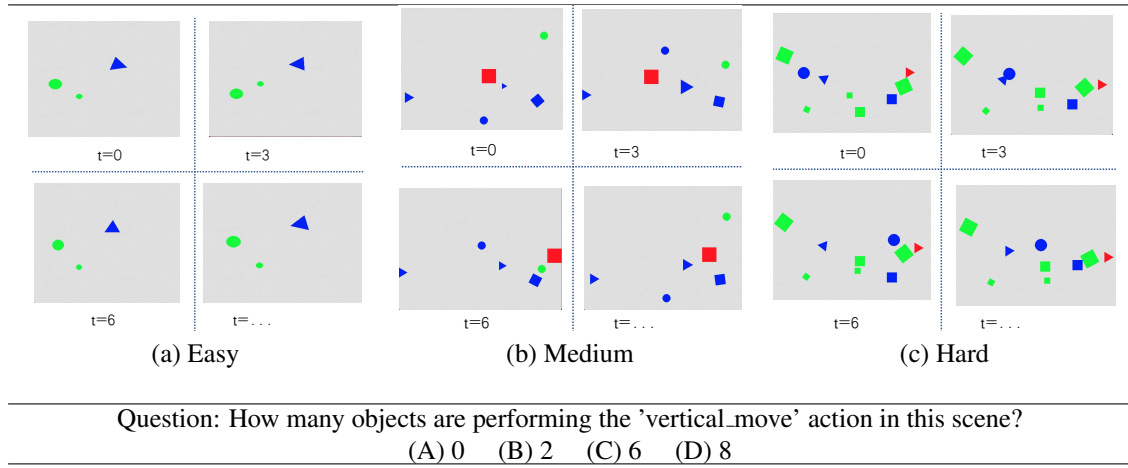 t=0 t=3 t=0 t=3 t=0 t=3
t=6 t=... t=6 t=... t=6 t=...
(a) Easy (b) Medium (c) Hard
Question: How many objects are performing the 'vertical_move' action in this scene?
(A) 0 (B) 2 (C) 6 (D) 8